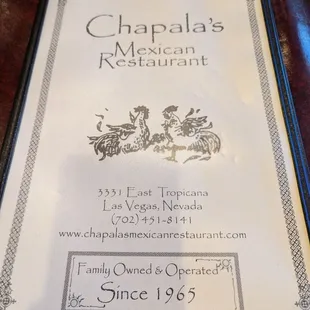 Chapala's
Mexican
Restaurant
3331 East Tropicana
Las Vegas, Nevada
(702) 451-8141
www.chapalasmexicanrestaurant.com
Family Owned & Operated
Since 1965